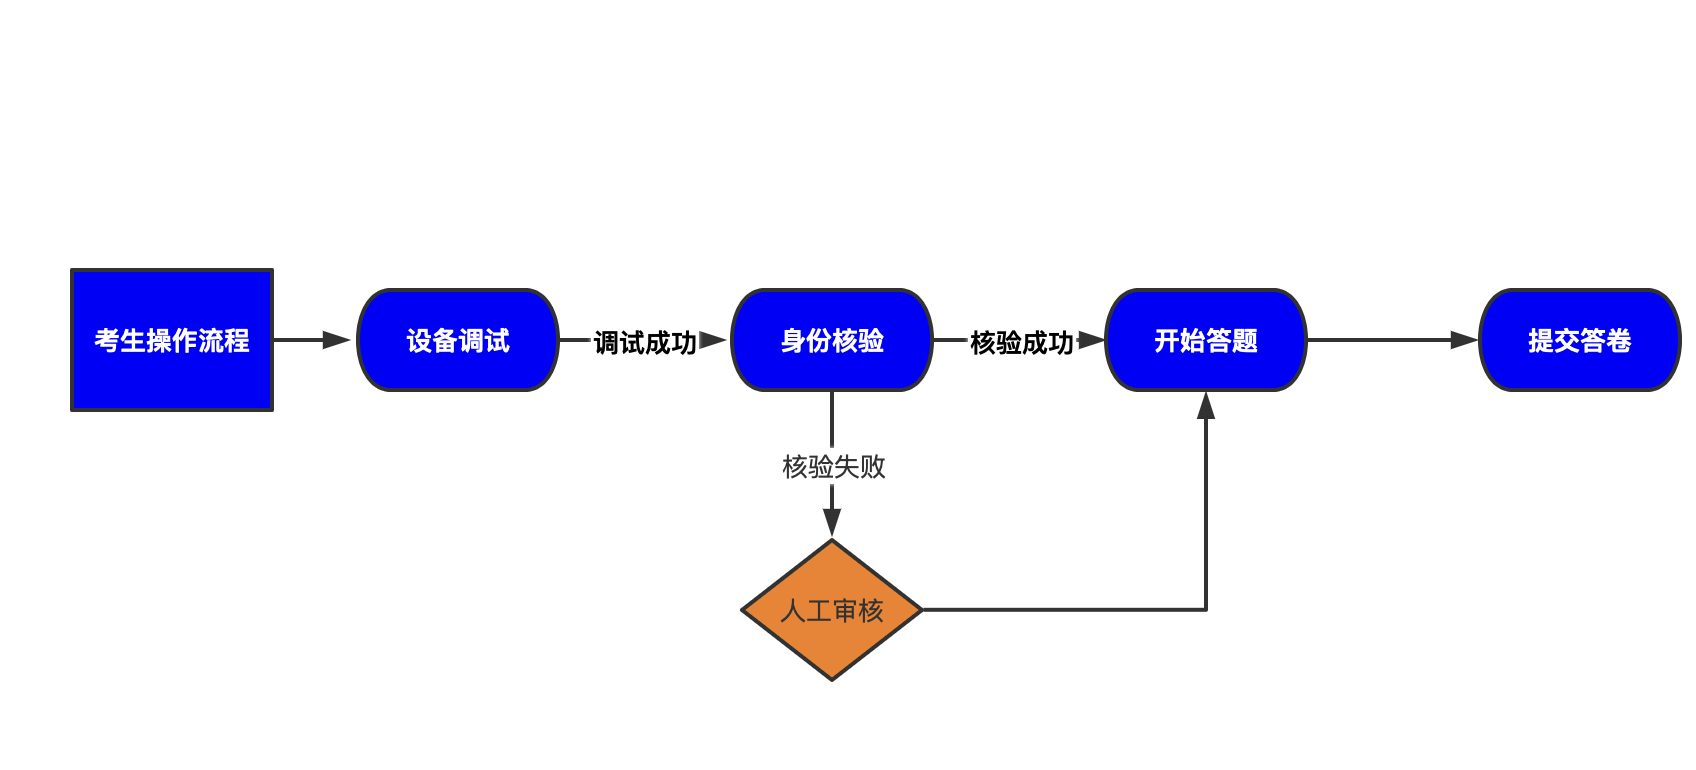 考生操作流程
设备调试
调试成功
身份核验
核验成功
开始答题
提交答卷
核验失败
人工审核